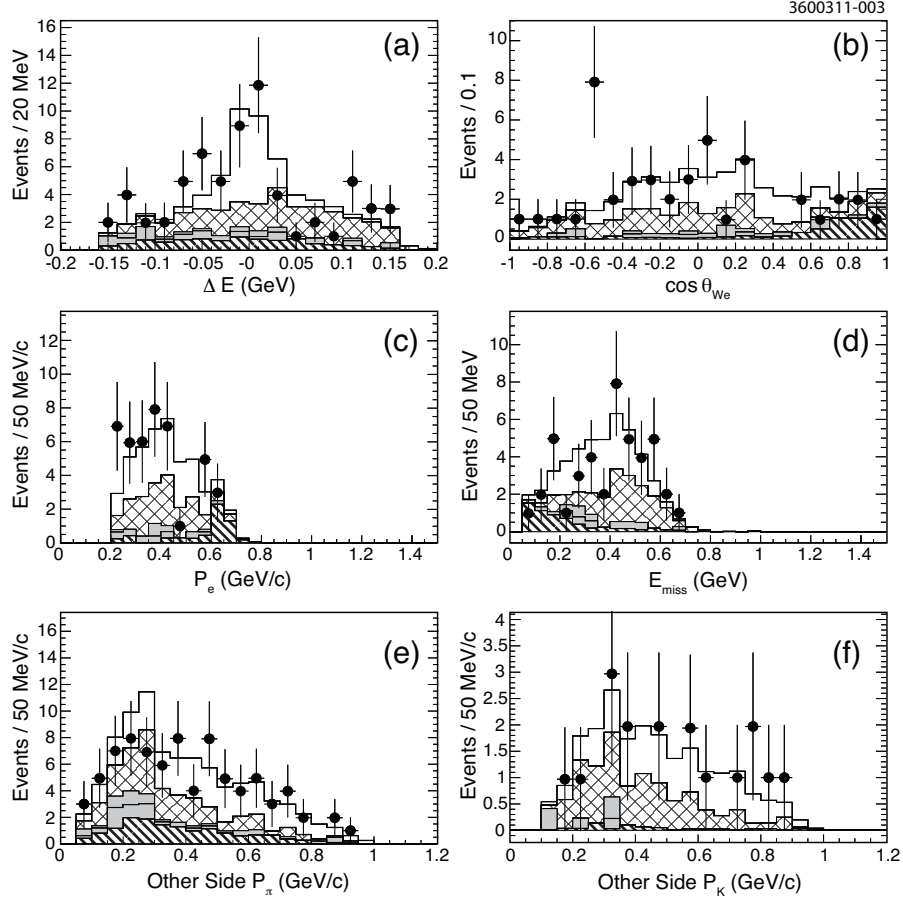 3600311-003
(a)
Events / 20 MeV
16
14
12
10
8
6
4
2
0
-0.2 -0.15 -0.1 -0.05 0 0.05 0.1 0.15 0.2
Δ E (GeV)
(b)
Events / 0.1
10
8
6
4
2
0
-1 -0.8 -0.6 -0.4 -0.2 0 0.2 0.4 0.6 0.8 1
cos θWe
(c)
Events / 50 MeV/c
12
10
8
6
4
2
0
0 0.2 0.4 0.6 0.8 1 1.2 1.4
Pe (GeV/c)
(d)
Events / 50 MeV
10
8
6
4
2
0
0 0.2 0.4 0.6 0.8 1 1.2 1.4
Emiss (GeV)
(e)
Events / 50 MeV/c
16
14
12
10
8
6
4
2
0
0 0.2 0.4 0.6 0.8 1 1.2
Other Side Pπ (GeV/c)
(f)
Events / 50 MeV/c
4
3.5
3
2.5
2
1.5
1
0.5
0
0 0.2 0.4 0.6 0.8 1 1.2
Other Side PK (GeV/c)